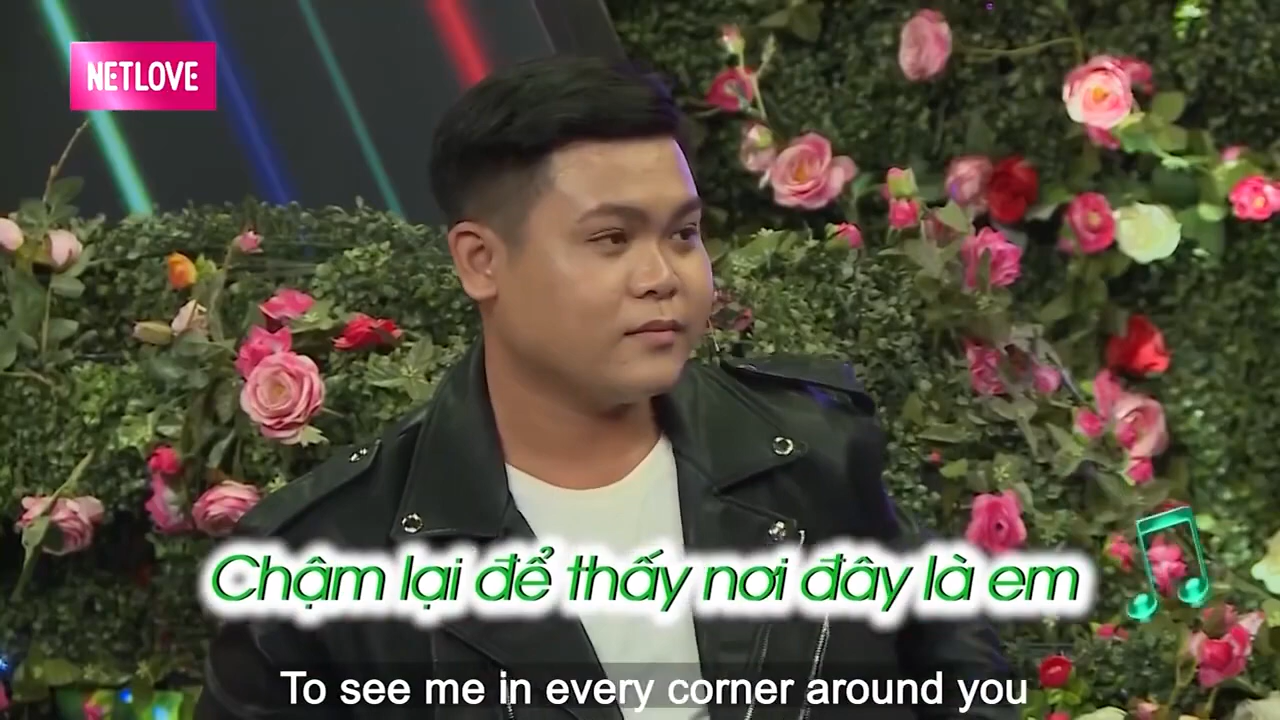 NETLOVE
Chậm lại để thấy nơi đây là em
To see me in every corner around you